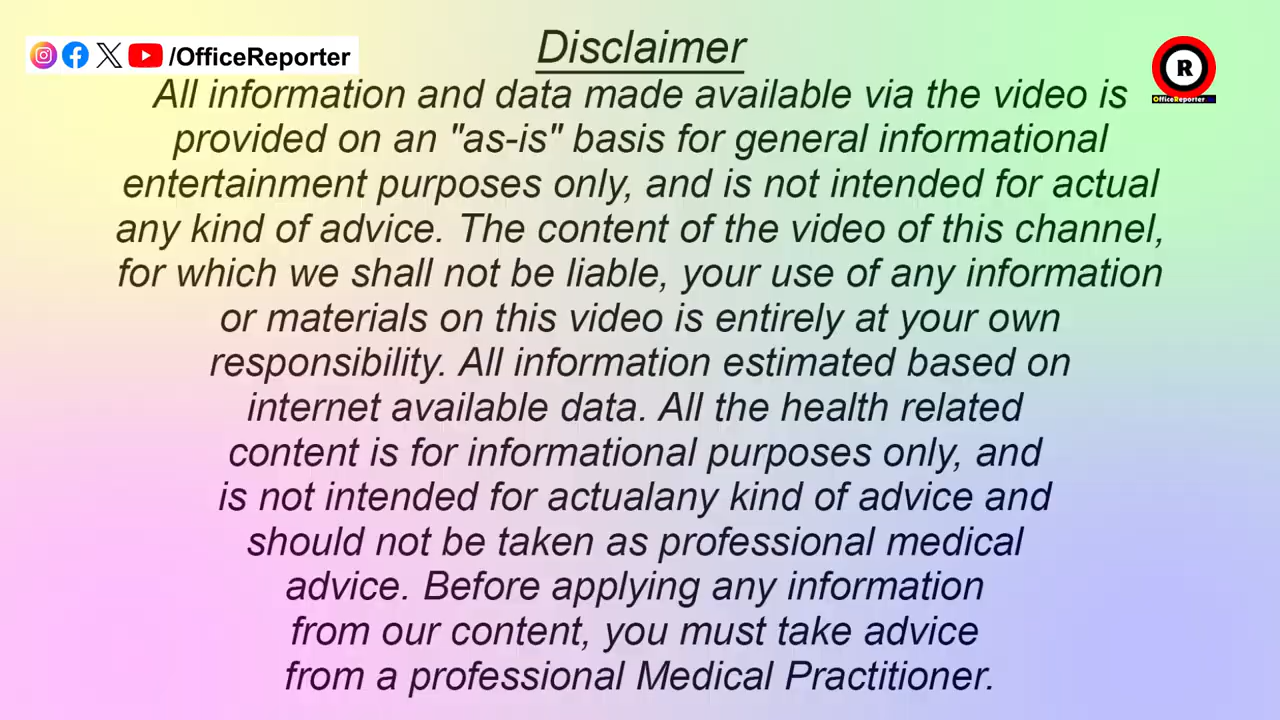 /OfficeReporter
Disclaimer
R
OfficeReporter
All information and data made available via the video is
provided on an "as-is" basis for general informational
entertainment purposes only, and is not intended for actual
any kind of advice. The content of the video of this channel,
for which we shall not be liable, your use of any information
or materials on this video is entirely at your own
responsibility. All information estimated based on
internet available data. All the health related
content is for informational purposes only, and
is not intended for actualany kind of advice and
should not be taken as professional medical
advice. Before applying any information
from our content, you must take advice
from a professional Medical Practitioner.